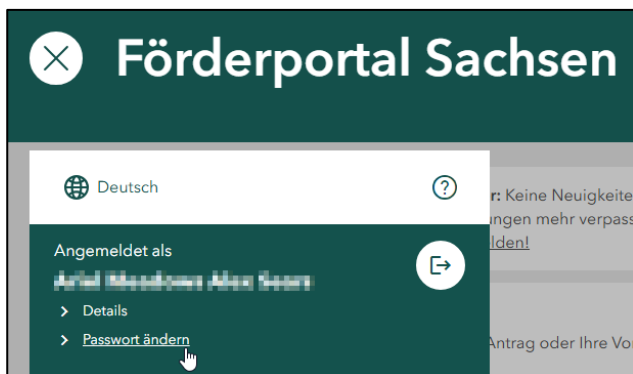 Förderportal Sachsen
Deutsch
r: Keine Neuigkeite
ungen mehr verpass
lden!
Angemeldet als
Details
Passwort ändern
Antrag oder Ihre Vo